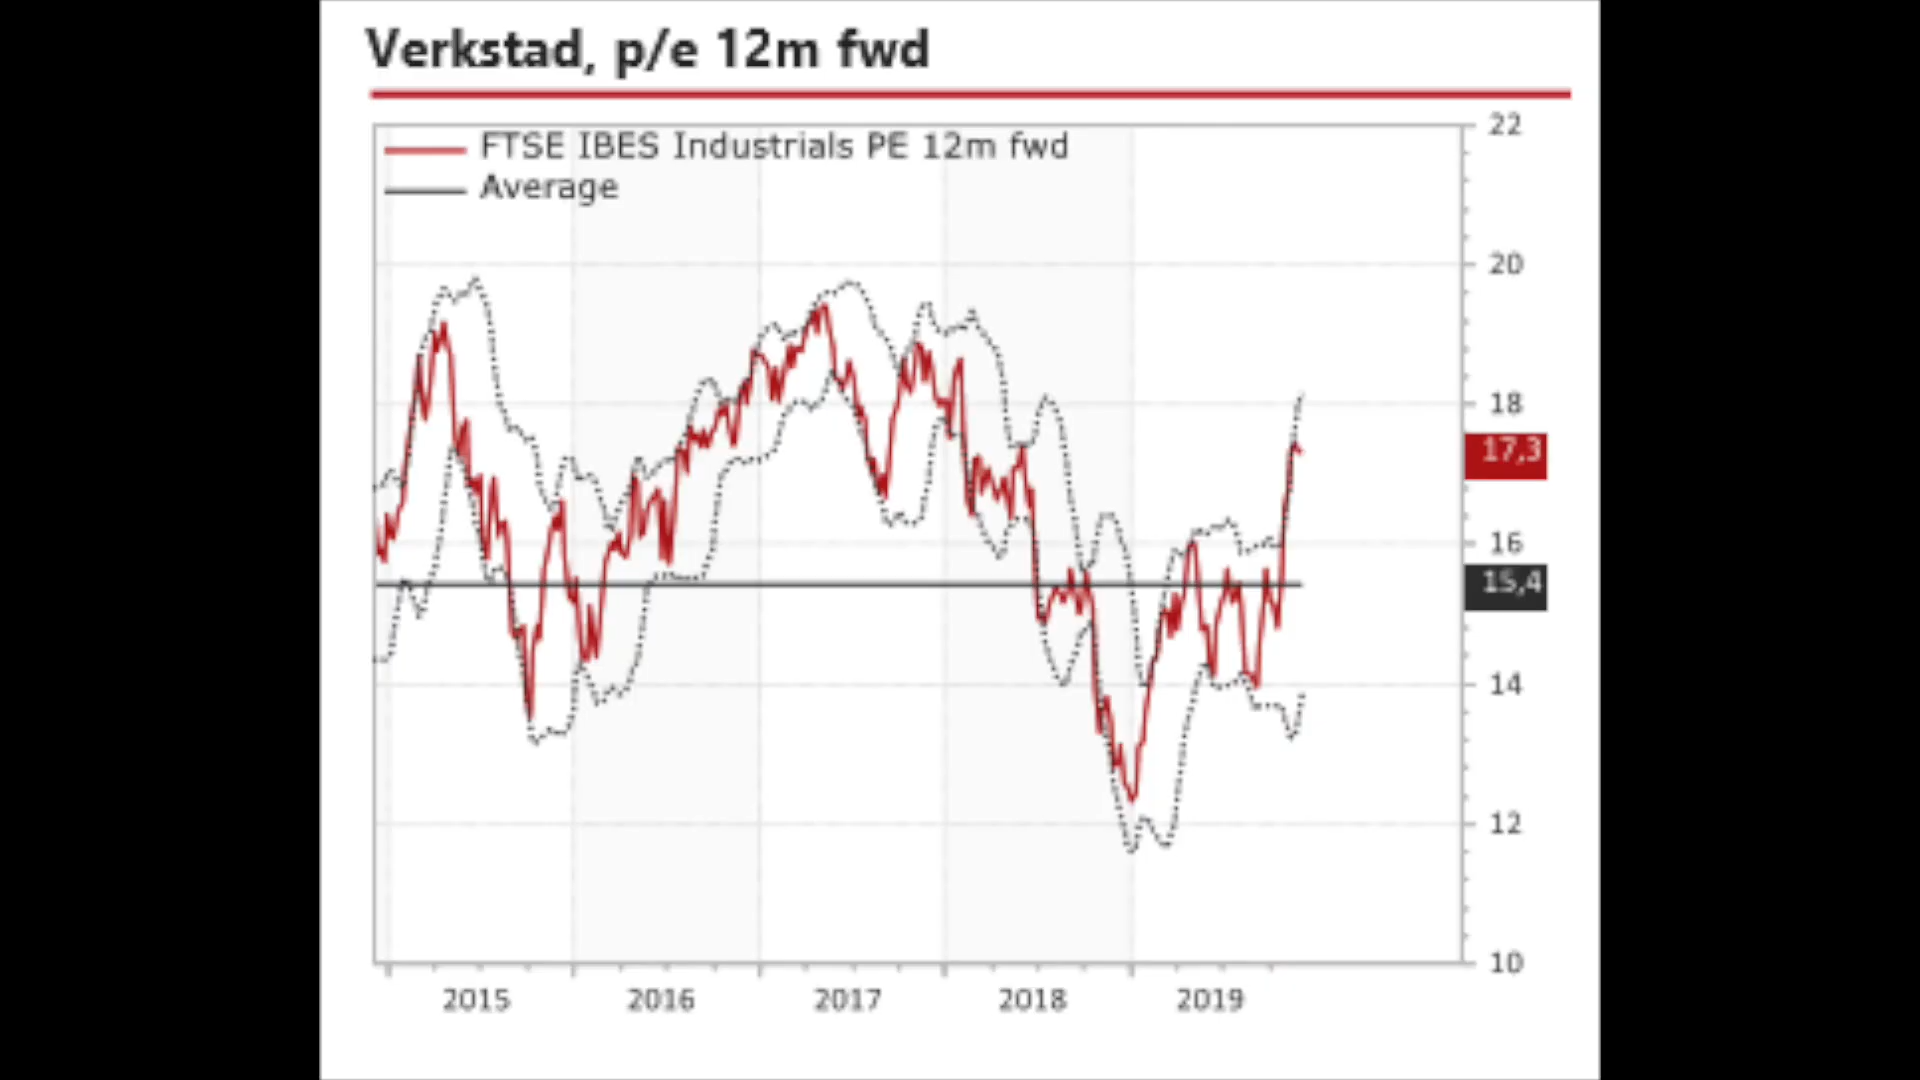 Verkstad, p/e 12m fwd
FTSE IBES Industrials PE 12m fwd
Average
22
20
18
17,3
16
15,4
14
12
10
2015 2016 2017 2018 2019